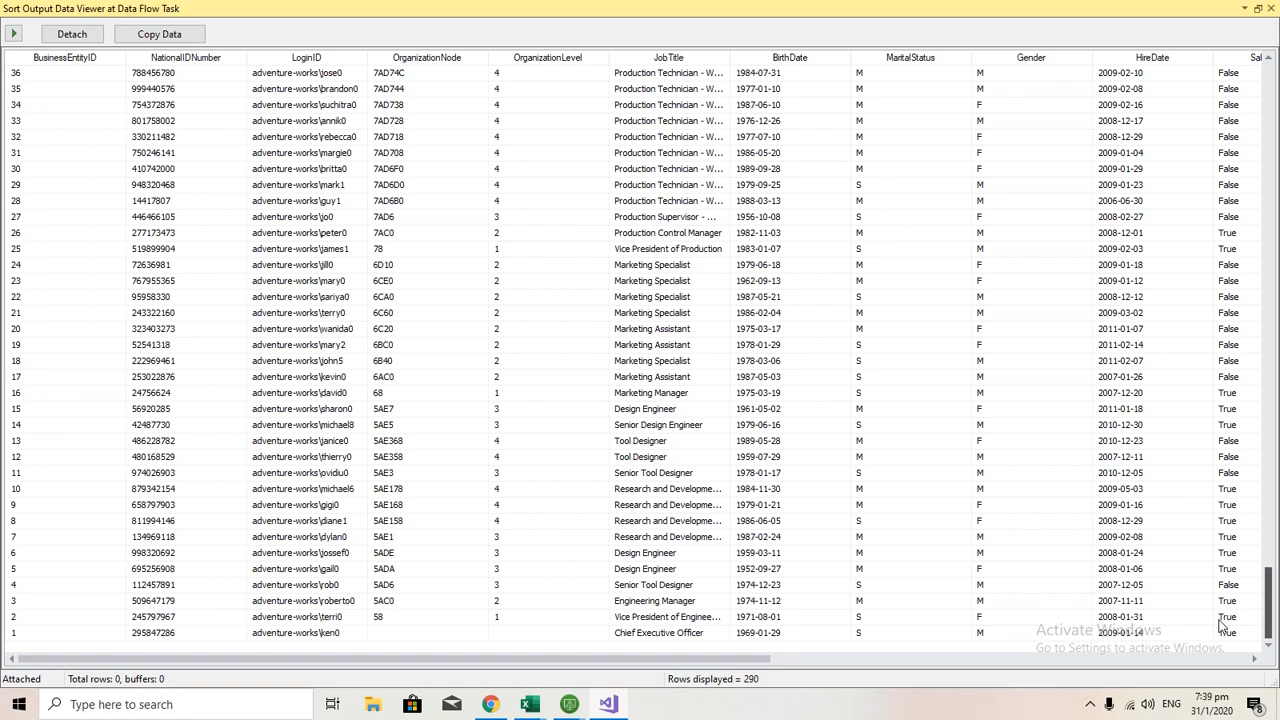 Sort Output Data Viewer at Data Flow Task
Detach Copy Data
BusinessEntityID NationalIDNumber LoginID OrganizationNode OrganizationLevel JobTitle BirthDate MaritalStatus Gender HireDate Sal
36 788456780 adventure-works\jose0 7AD74C 4 Production Technician - W... 1984-07-31 M M 2009-02-10 False
35 999440576 adventure-works\brandon0 7AD744 4 Production Technician - W... 1977-01-10 M M 2009-02-08 False
34 754372876 adventure-works\suchitra0 7AD738 4 Production Technician - W... 1987-06-10 M F 2009-02-16 False
33 801758002 adventure-works\annik0 7AD728 4 Production Technician - W... 1976-12-26 M M 2008-12-17 False
32 330211482 adventure-works\rebecca0 7AD718 4 Production Technician - W... 1977-07-10 M F 2008-12-29 False
31 750246141 adventure-works\margie0 7AD708 4 Production Technician - W... 1986-05-20 M F 2009-01-04 False
30 410742000 adventure-works\britta0 7AD6F0 4 Production Technician - W... 1989-09-28 M F 2009-01-29 False
29 948320468 adventure-works\mark1 7AD6D0 4 Production Technician - W... 1979-09-25 S M 2009-01-23 False
28 14417807 adventure-works\guy1 7AD6B0 4 Production Technician - W... 1988-03-13 M M 2006-06-30 False
27 446466105 adventure-works\jo0 7AD6 3 Production Supervisor - ... 1956-10-08 S F 2008-02-27 False
26 277173473 adventure-works\peter0 7AC0 2 Production Control Manager 1982-11-03 M M 2008-12-01 True
25 519899904 adventure-works\james1 78 1 Vice President of Production 1983-01-07 S M 2009-02-03 True
24 72636981 adventure-works\jill0 6D10 2 Marketing Specialist 1979-06-18 M F 2009-01-18 False
23 767955365 adventure-works\mary0 6CE0 2 Marketing Specialist 1962-09-13 M F 2009-01-12 False
22 95958330 adventure-works\sariya0 6CA0 2 Marketing Specialist 1987-05-21 S M 2008-12-12 False
21 243322160 adventure-works\terry0 6C60 2 Marketing Specialist 1986-02-04 M M 2009-03-02 False
20 323403273 adventure-works\wanida0 6C20 2 Marketing Assistant 1975-03-17 M F 2011-01-07 False
19 52541318 adventure-works\mary2 6BC0 2 Marketing Assistant 1978-01-29 S F 2011-02-14 False
18 222969461 adventure-works\john5 6B40 2 Marketing Specialist 1978-03-06 S M 2011-02-07 False
17 253022876 adventure-works\kevin0 6AC0 2 Marketing Assistant 1987-05-03 S M 2007-01-26 False
16 24756624 adventure-works\david0 68 1 Marketing Manager 1975-03-19 S M 2007-12-20 True
15 56920285 adventure-works\sharon0 5AE7 3 Design Engineer 1961-05-02 M F 2011-01-18 True
14 42487730 adventure-works\michael8 5AE5 3 Senior Design Engineer 1979-06-16 S M 2010-12-30 True
13 486228782 adventure-works\janice0 5AE368 4 Tool Designer 1989-05-28 M F 2010-12-23 False
12 480168529 adventure-works\thierry0 5AE358 4 Tool Designer 1959-07-29 M M 2007-12-11 False
11 974026903 adventure-works\ovidiu0 5AE3 3 Senior Tool Designer 1978-01-17 S M 2010-12-05 False
10 879342154 adventure-works\michael6 5AE178 4 Research and Developme... 1984-11-30 M M 2009-05-03 True
9 658797903 adventure-works\gigi0 5AE168 4 Research and Developme... 1979-01-21 M F 2009-01-16 True
8 811994146 adventure-works\diane1 5AE158 4 Research and Developme... 1986-06-05 S F 2008-12-29 True
7 134969118 adventure-works\dylan0 5AE1 3 Research and Developme... 1987-02-24 M M 2009-02-08 True
6 998320692 adventure-works\jossef0 5ADE 3 Design Engineer 1959-03-11 M M 2008-01-24 True
5 695256908 adventure-works\gail0 5ADA 3 Design Engineer 1952-09-27 M F 2008-01-06 True
4 112457891 adventure-works\rob0 5AD6 3 Senior Tool Designer 1974-12-23 S M 2007-12-05 False
3 509647179 adventure-works\roberto0 5AC0 2 Engineering Manager 1974-11-12 M M 2007-11-11 True
2 245797967 adventure-works\terri0 58 1 Vice President of Enginee... 1971-08-01 S F 2008-01-31 True
1 295847286 adventure-works\ken0 Chief Executive Officer 1969-01-29 S M 2009-01-14 True
Activate Windows
Go to Settings to activate Windows.
Attached Total rows: 0, buffers: 0 Rows displayed = 290
Type here to search
ENG
7:39 pm
31/1/2020
8